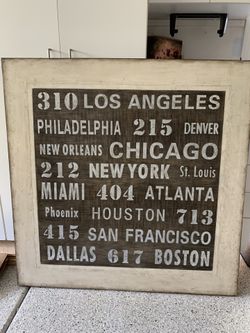 310 LOS ANGELES
PHILADELPHIA 215 DENVER
NEW ORLEANS CHICAGO
212 NEW YORK St. Louis
MIAMI 404 ATLANTA
Phoenix HOUSTON 713
415 SAN FRANCISCO
DALLAS 617 BOSTON